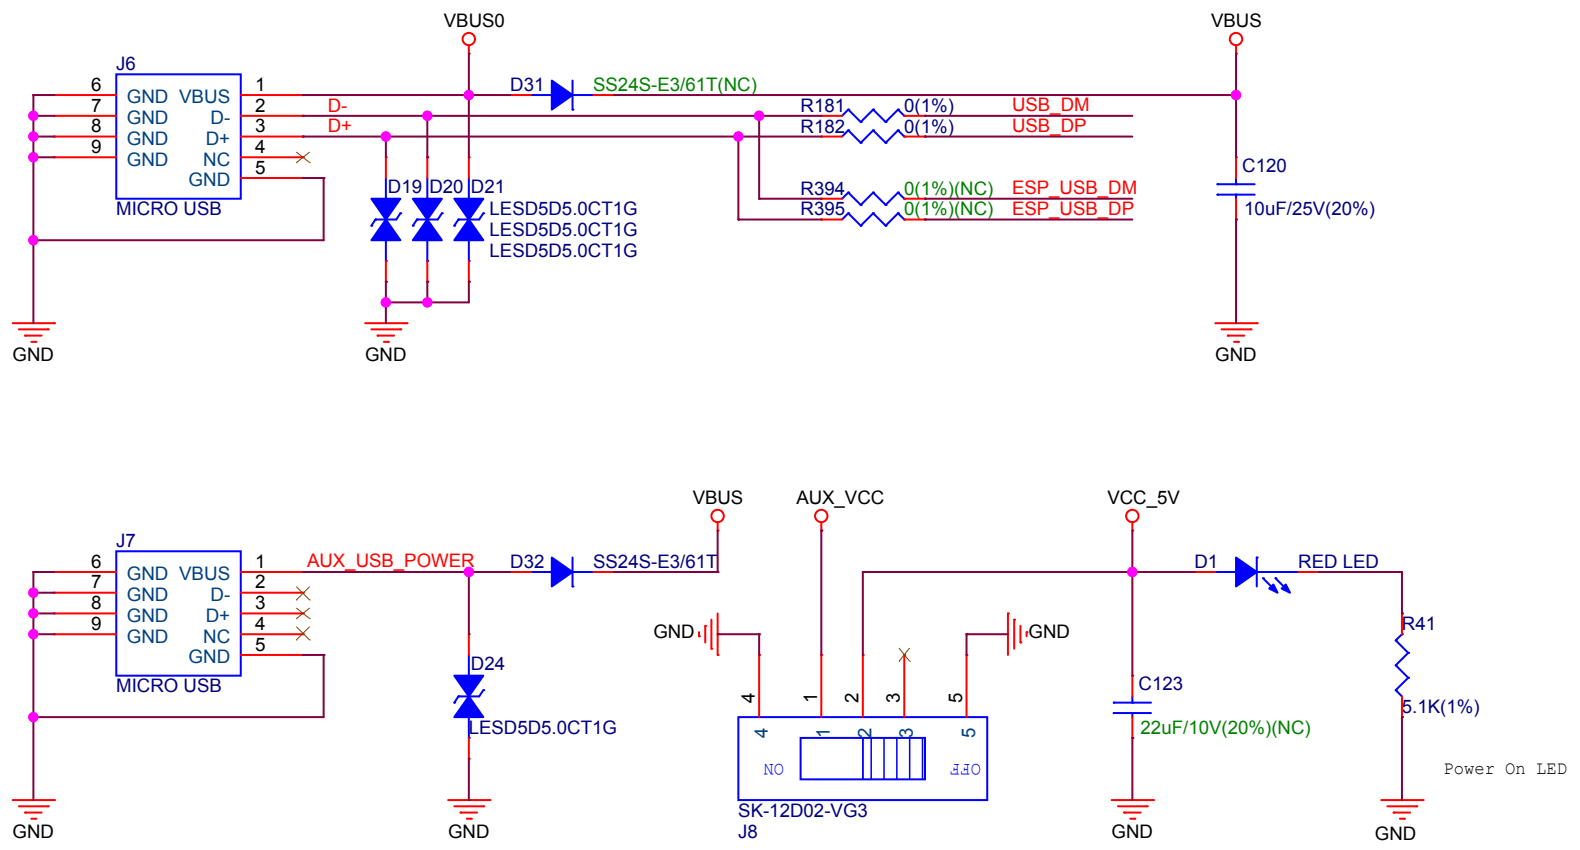 VBUS0
VBUS
J6
D31
SS24S-E3/61T(NC)
6 GND VBUS 1
7 GND D- 2
8 GND D+ 3
9 GND NC 4
GND 5
MICRO USB
D-
D+
R181 0(1%) USB_DM
R182 0(1%) USB_DP
R394 0(1%)(NC) ESP_USB_DM
R395 0(1%)(NC) ESP_USB_DP
D19 D20 D21
LESD5D5.0CT1G
LESD5D5.0CT1G
LESD5D5.0CT1G
C120
10uF/25V(20%)
GND
GND
GND
VBUS
AUX_VCC
VCC_5V
J7
AUX_USB_POWER
D32
SS24S-E3/61T
D1
RED LED
6 GND VBUS 1
7 GND D- 2
8 GND D+ 3
9 GND NC 4
GND 5
MICRO USB
D24
LESD5D5.0CT1G
GND
GND
4 1 2 3 5
4 1 2 3 5
ON
OFF
SK-12D02-VG3
J8
C123
22uF/10V(20%)(NC)
R41
5.1K(1%)
Power On LED
GND
GND
GND
GND